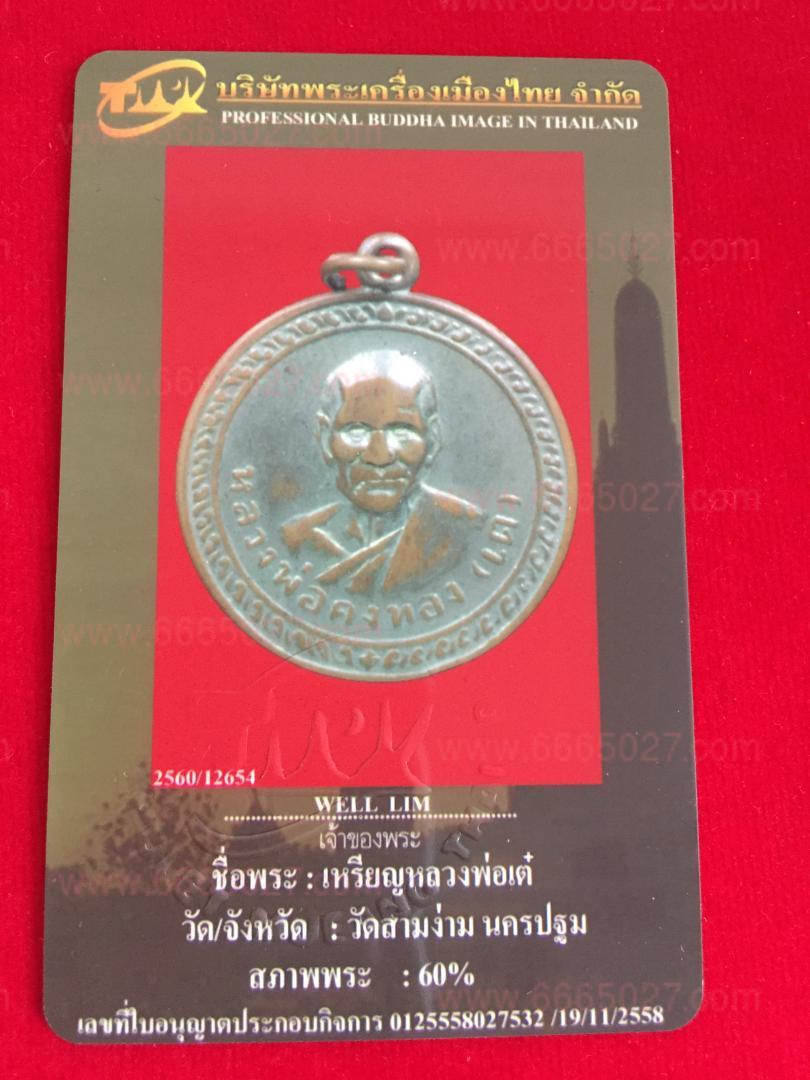 บริษัทพระเครื่องเมืองไทย จำกัด
PROFESSIONAL BUDDHA IMAGE IN THAILAND
หลวงพ่อคงทอง (เต๋)
2560/12654
WELL LIM
เจ้าของพระ
ชื่อพระ : เหรียญหลวงพ่อเต๋
วัด/จังหวัด : วัดสามง่าม นครปฐม
สภาพพระ : 60%
เลขที่ใบอนุญาตประกอบกิจการ 0125558027532 /19/11/2558
www.6665027.com